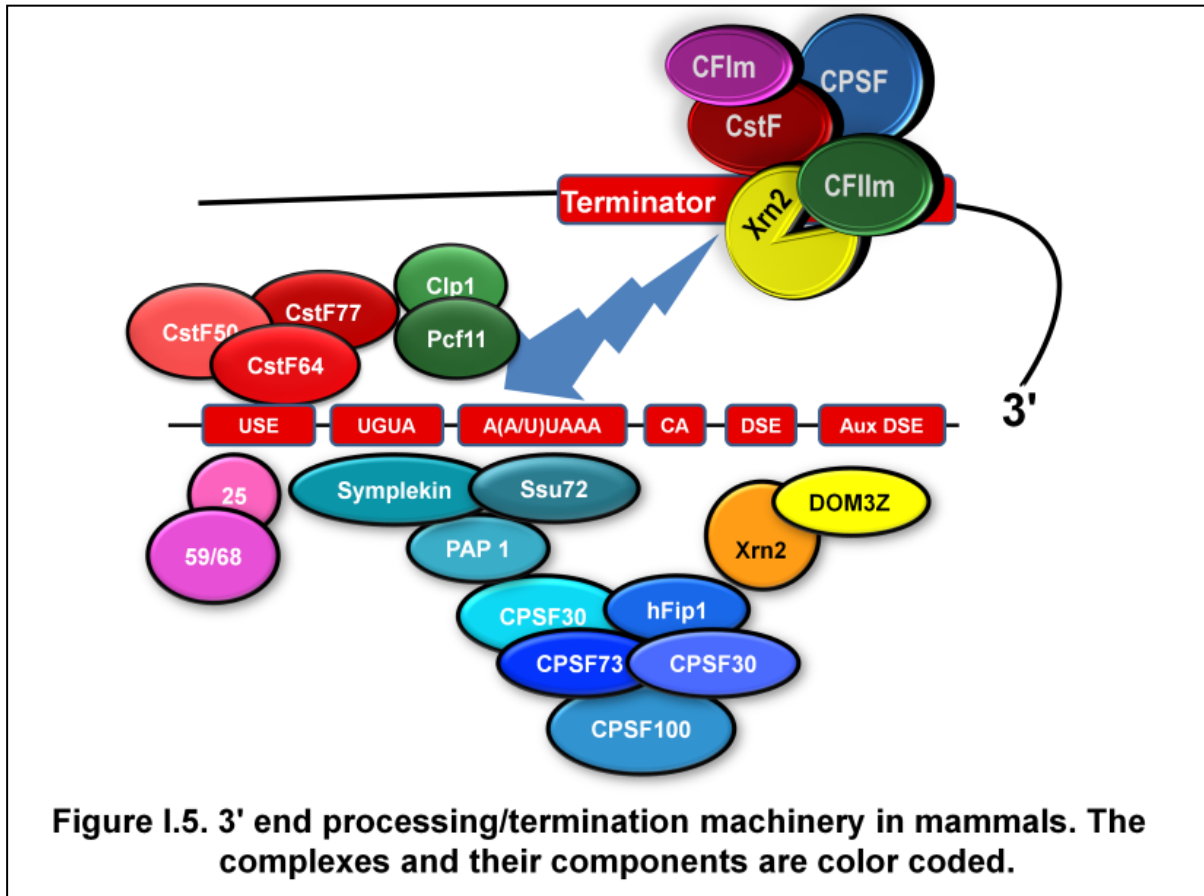 CFIm
CPSF
CstF
CFIIm
Terminator
Xrn2
Clp1
CstF77
CstF50
Pcf11
CstF64
3'
USE UGUA A(A/U)UAAA CA DSE Aux DSE
25
Symplekin
Ssu72
DOM3Z
59/68
PAP 1
Xrn2
CPSF30
hFip1
CPSF73
CPSF30
CPSF100
Figure I.5. 3' end processing/termination machinery in mammals. The
complexes and their components are color coded.